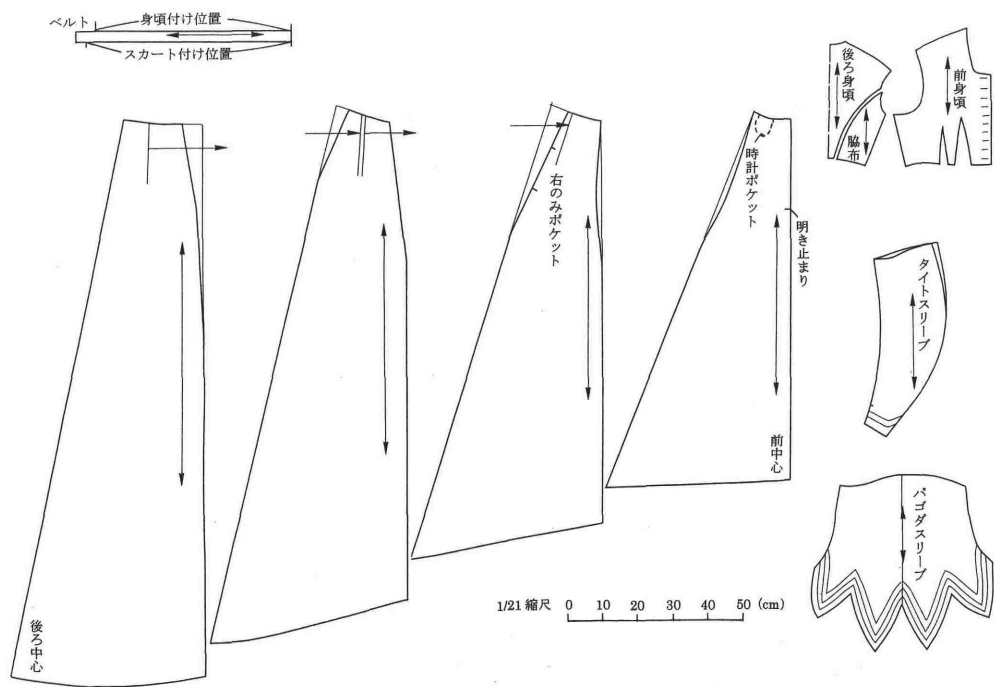 ベルト
身頃付け位置
スカート付け位置
後ろ身頃
前身頃
脇布
右のみポケット
時計ポケット
明き止まり
タイトスリーブ
前中心
パゴダスリーブ
後ろ中心
1/21 縮尺 0 10 20 30 40 50 (cm)